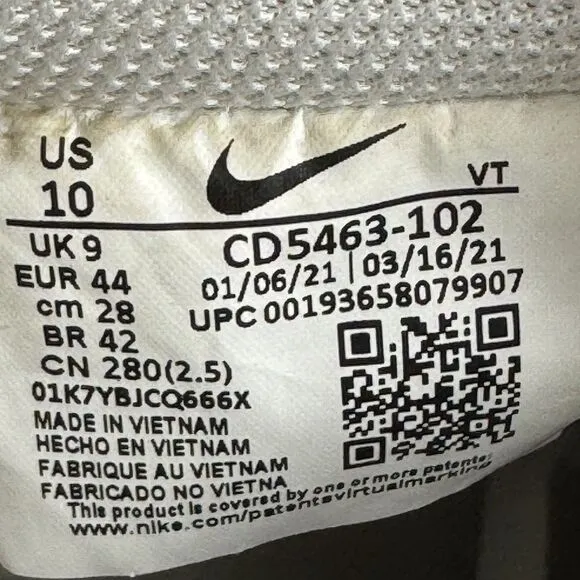 US
10
VT
UK 9
EUR 44
cm 28
BR 42
CN 280(2.5)
01K7YBJCQ666X
CD5463-102
01/06/21 | 03/16/21
UPC 00193658079907
MADE IN VIETNAM
HECHO EN VIETNAM
FABRIQUE AU VIETNAM
FABRICADO NO VIETNA
This product is covered by one or more patents
www.nike.com/patentsvirtualmarking